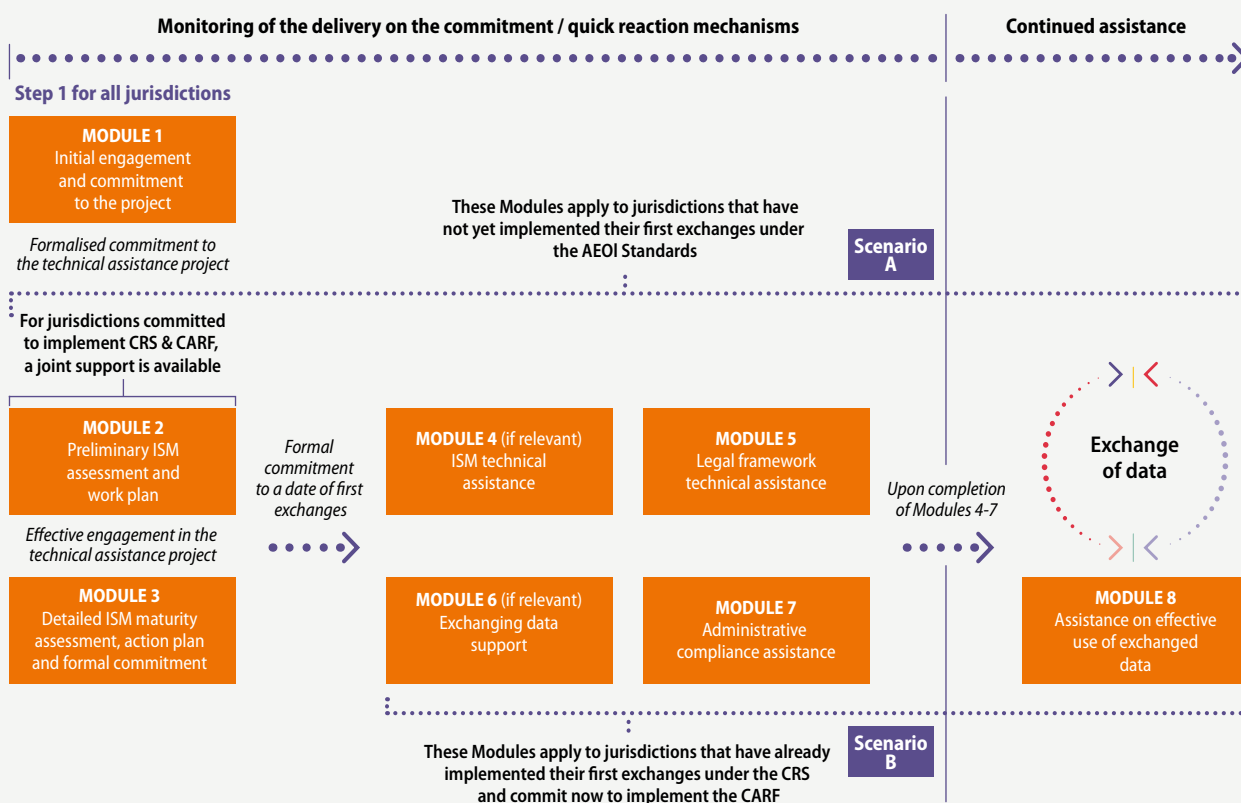 Monitoring of the delivery on the commitment / quick reaction mechanisms
Continued assistance
Step 1 for all jurisdictions
MODULE 1
Initial engagement
and commitment
to the project
Formalised commitment to
the technical assistance project
These Modules apply to jurisdictions that have
not yet implemented their first exchanges under
the AEOI Standards
Scenario
A
For jurisdictions committed
to implement CRS & CARF,
a joint support is available
MODULE 2
Preliminary ISM
assessment and
work plan
Effective engagement in the
technical assistance project
MODULE 3
Detailed ISM maturity
assessment, action plan
and formal commitment
Formal
commitment
to a date of first
exchanges
MODULE 4 (if relevant)
ISM technical
assistance
MODULE 5
Legal framework
technical assistance
MODULE 6 (if relevant)
Exchanging data
support
MODULE 7
Administrative
compliance assistance
Upon completion
of Modules 4-7
Exchange
of data
MODULE 8
Assistance on effective
use of exchanged
data
These Modules apply to jurisdictions that have already
implemented their first exchanges under the CRS
and commit now to implement the CARF
Scenario
B